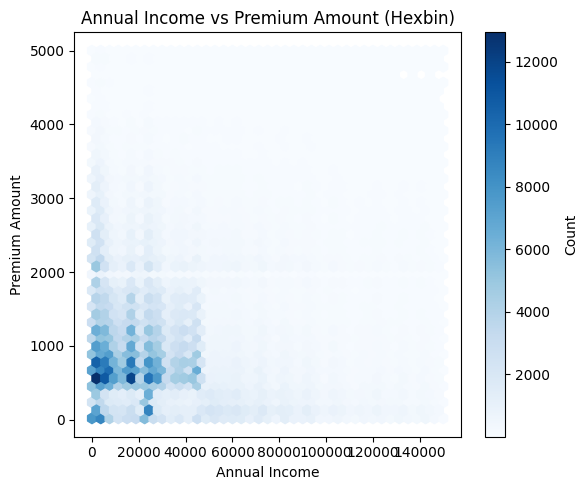 Annual Income vs Premium Amount (Hexbin)
5000
4000
3000
2000
1000
0
Premium Amount
0 20000 40000 60000 80000 100000 120000 140000
Annual Income
12000
10000
8000
6000
4000
2000
Count